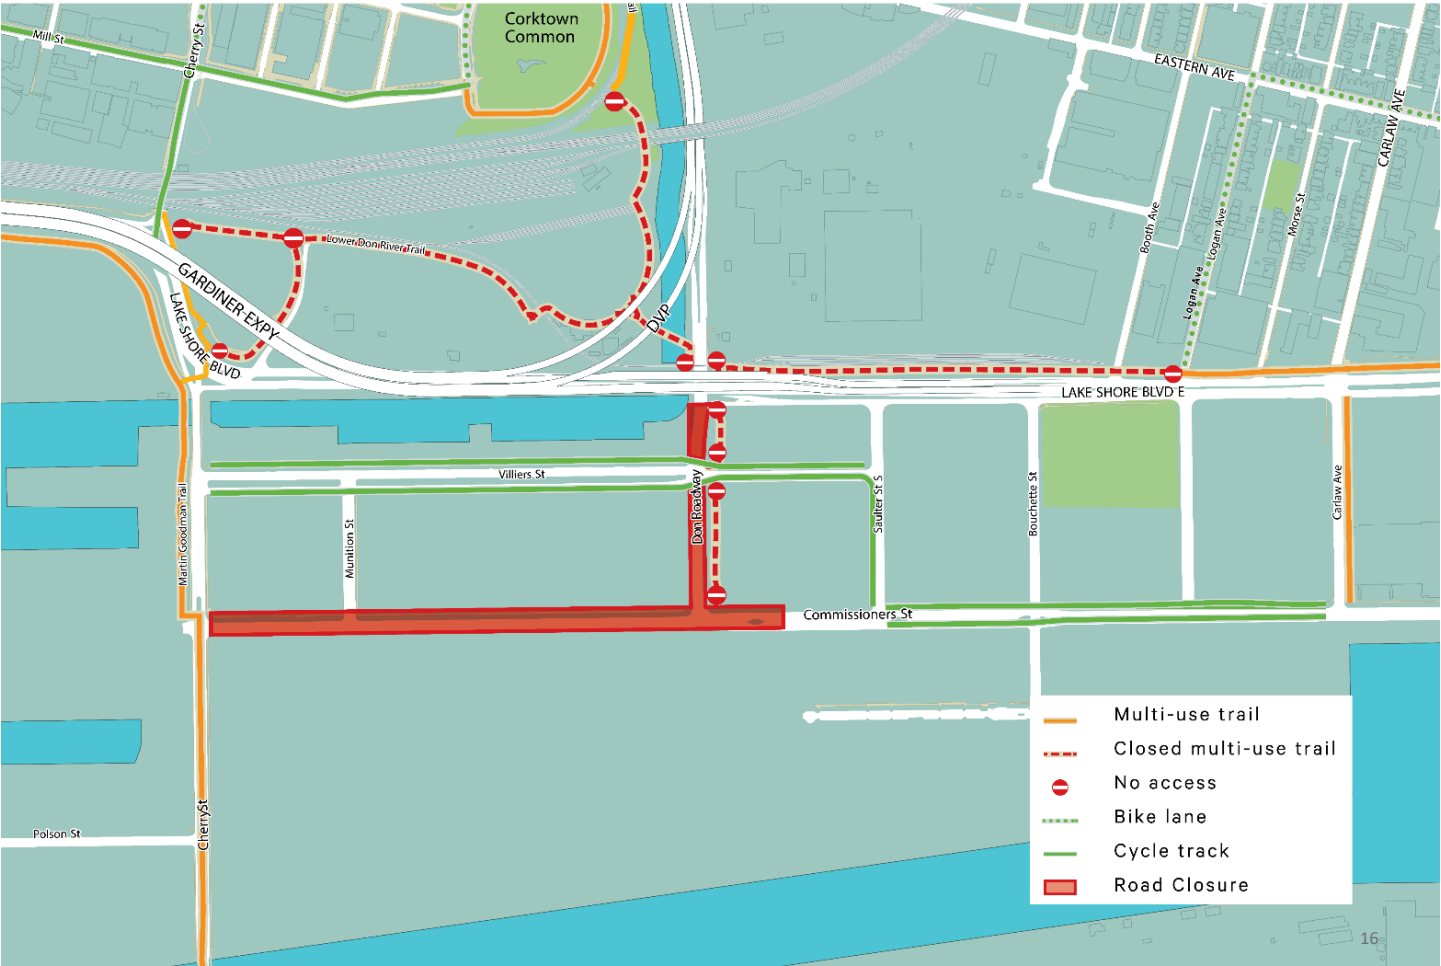 Corktown
Common
ail
Mill St
Cherry St
EASTERN AVE
CARLAW AVE
Booth Ave
Logan Ave
Logan Ave
Morse St
Lower Don River Trail
GARDINER EXPY
LAKE SHORE BLVD
DVP
LAKE SHORE BLVD E
Villiers St
Martin Goodman Trail
Munition St
Don Roadway
Saulter St S
Bouchette St
Carlaw Ave
Commissioners St
CherrySt
Polson St
Multi-use trail
Closed multi-use trail
No access
Bike lane
Cycle track
Road Closure
16